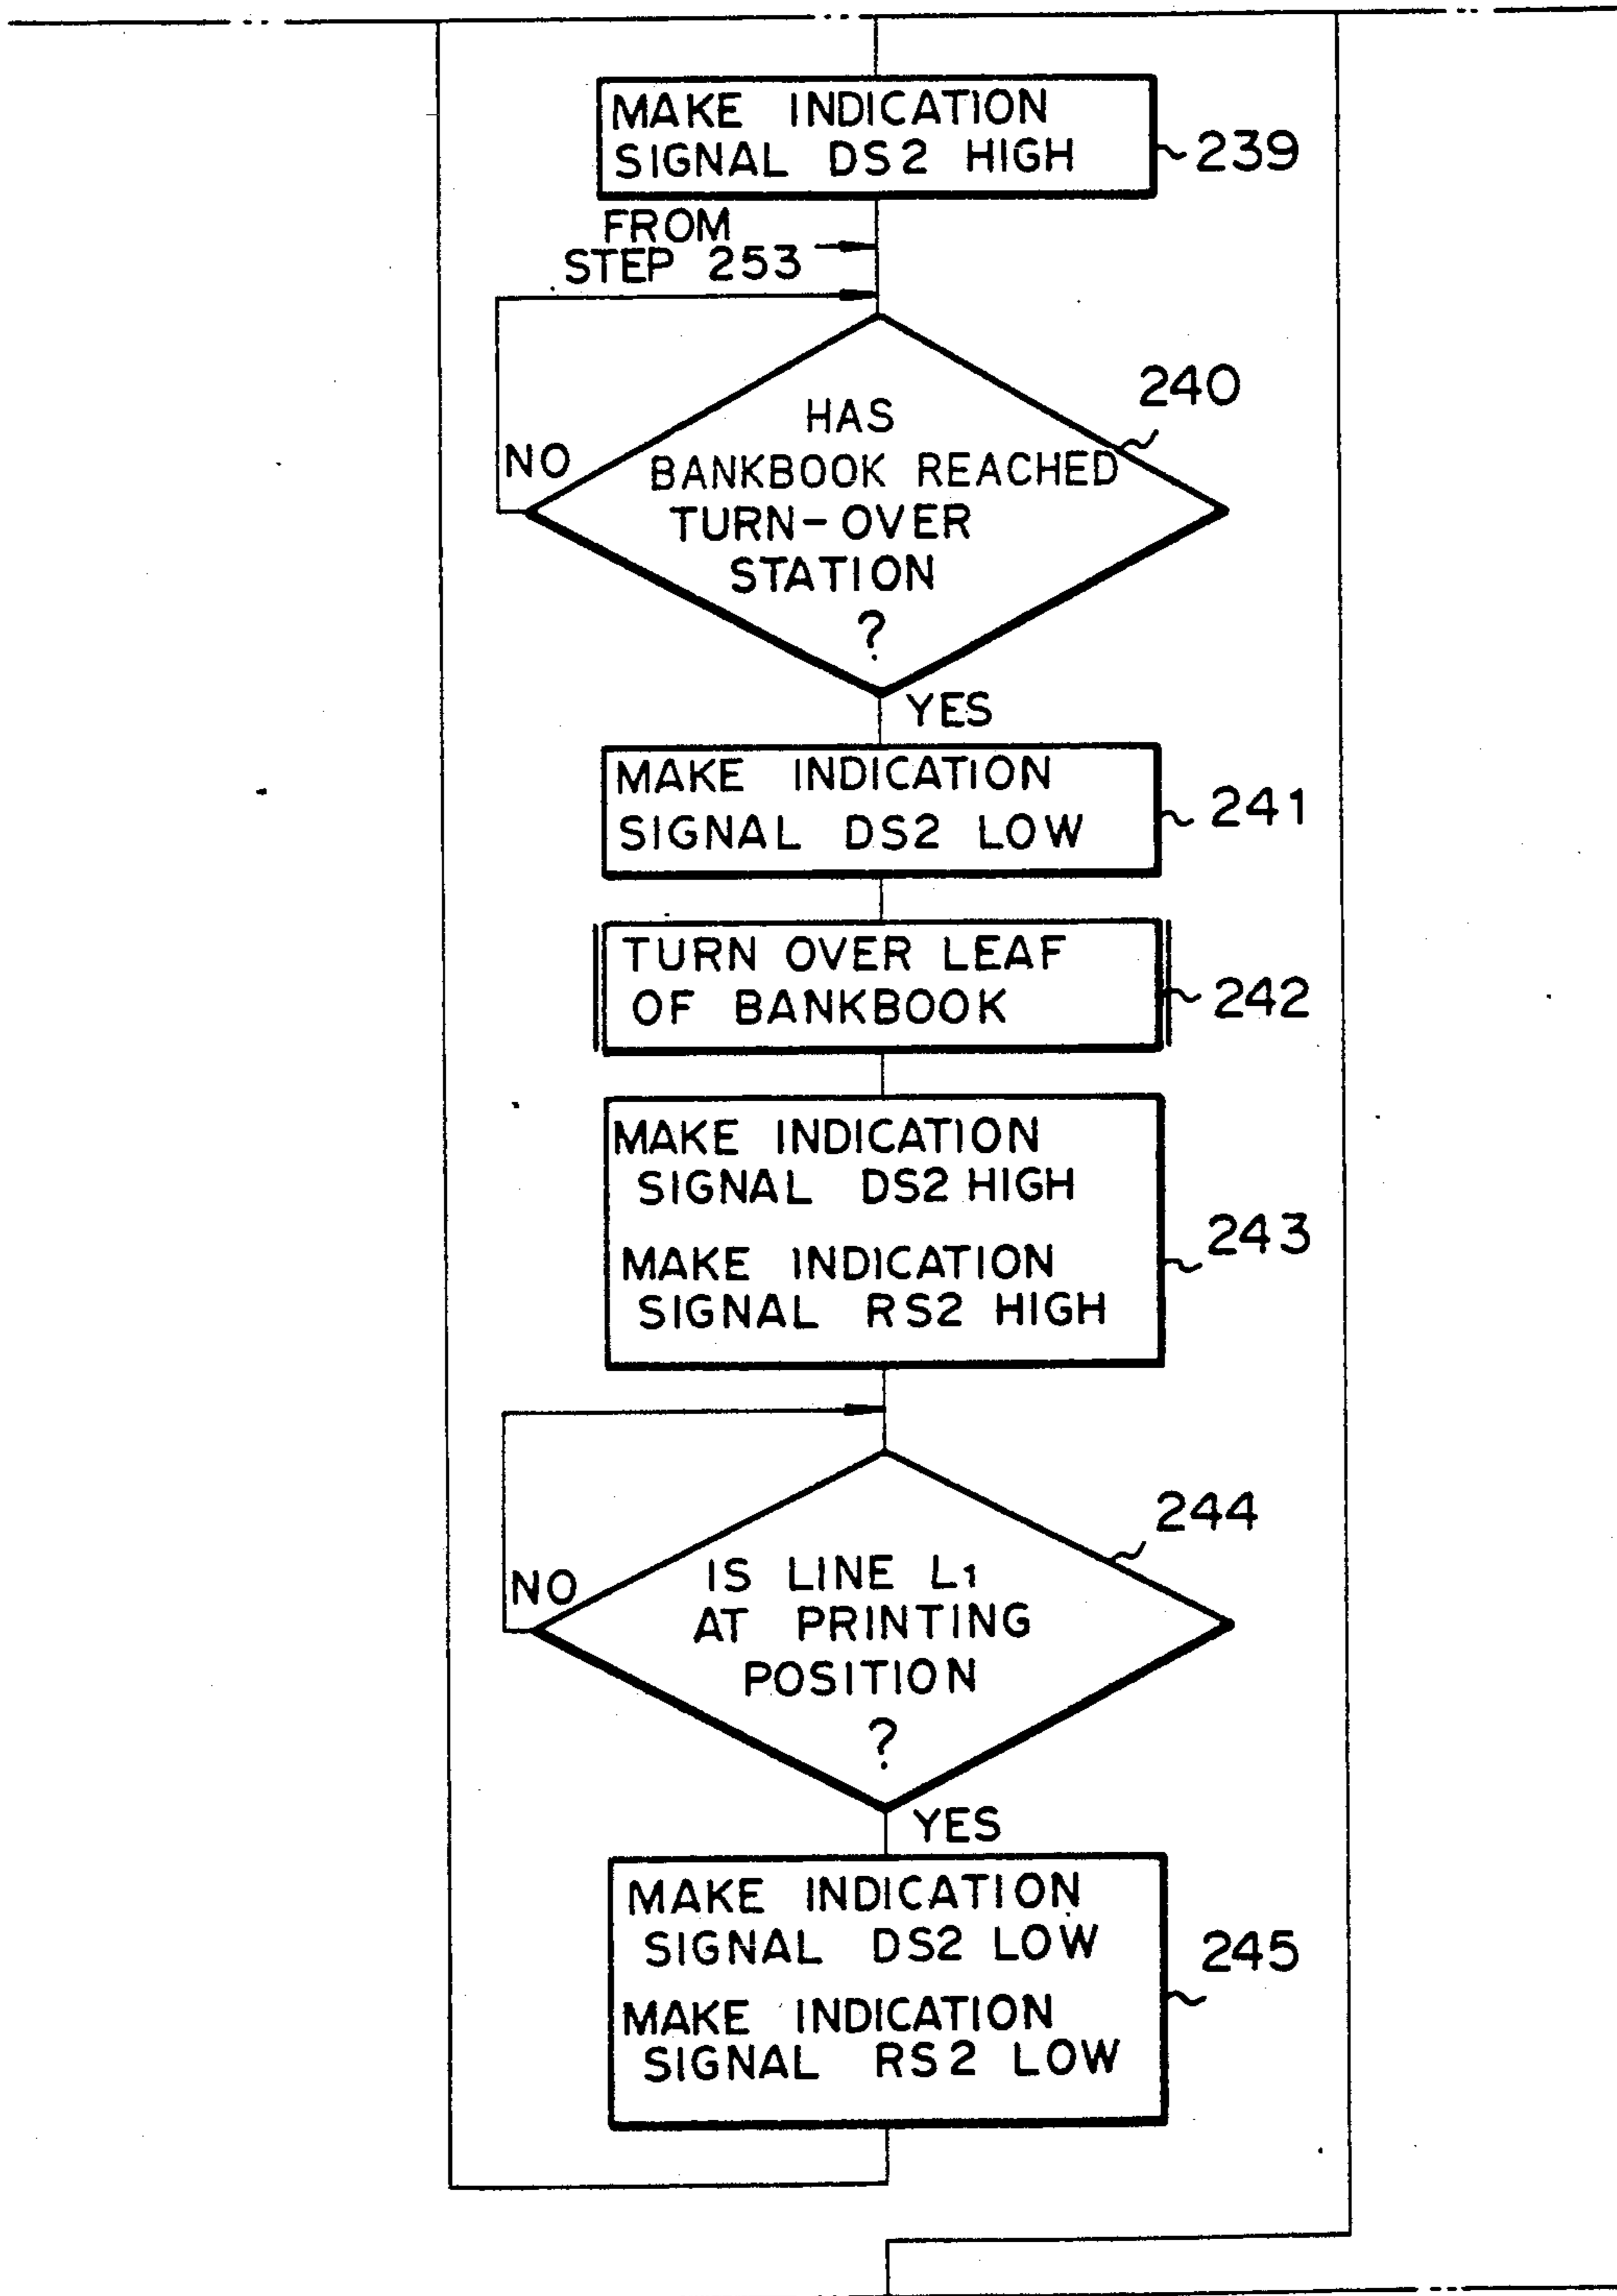 MAKE INDICATION
SIGNAL DS2 HIGH
239
FROM
STEP 253
240
HAS
BANKBOOK REACHED
TURN-OVER
STATION
?
NO
YES
MAKE INDICATION
SIGNAL DS2 LOW
241
TURN OVER LEAF
OF BANKBOOK
242
MAKE INDICATION
SIGNAL DS2 HIGH
MAKE INDICATION
SIGNAL RS2 HIGH
243
244
IS LINE L1
AT PRINTING
POSITION
?
NO
YES
MAKE INDICATION
SIGNAL DS2 LOW
MAKE INDICATION
SIGNAL RS2 LOW
245